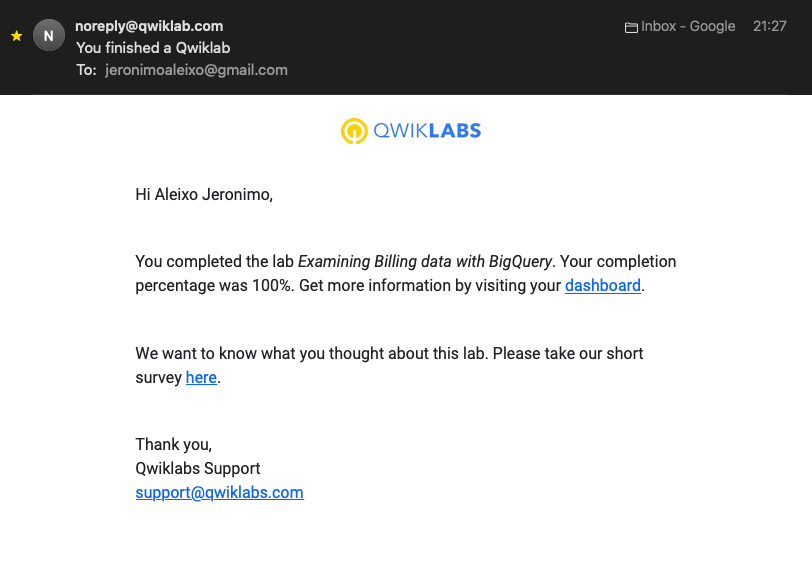 noreply@qwiklab.com
Inbox - Google 21:27
N
You finished a Qwiklab
To: jeronimoaleixo@gmail.com
QWIKLABS
Hi Aleixo Jeronimo,
You completed the lab Examining Billing data with BigQuery. Your completion
percentage was 100%. Get more information by visiting your dashboard.
We want to know what you thought about this lab. Please take our short
survey here.
Thank you,
Qwiklabs Support
support@qwiklabs.com